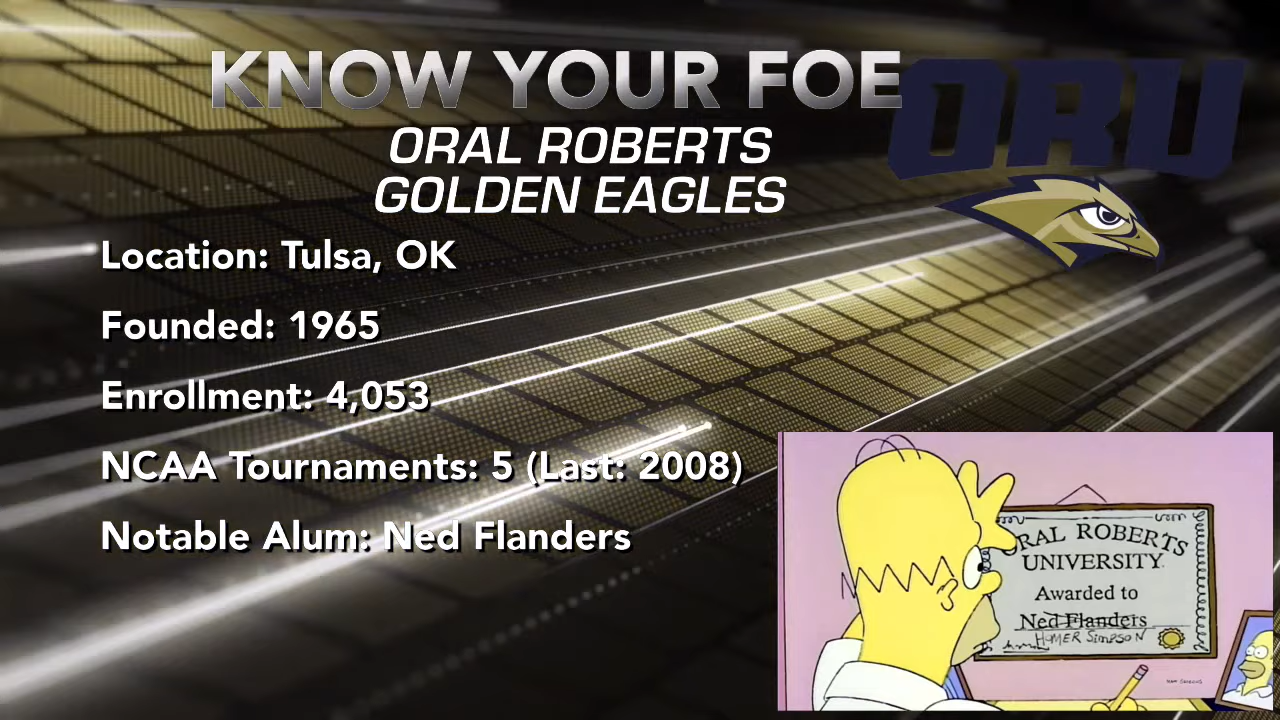 KNOW YOUR FOE
ORU
ORAL ROBERTS
GOLDEN EAGLES
Location: Tulsa, OK
Founded: 1965
Enrollment: 4,053
NCAA Tournaments: 5 (Last: 2008)
Notable Alum: Ned Flanders
RAL ROBERTS
UNIVERSITY
Awarded to
Ned Flanders
HOMER SIMPSON